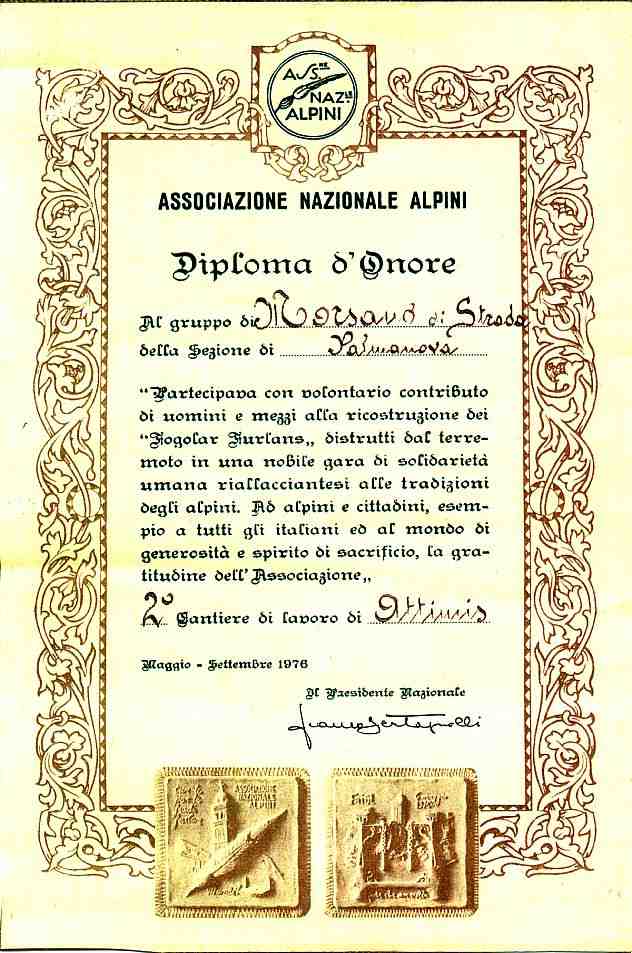 ASS.NE
NAZ.LE
ALPINI
ASSOCIAZIONE NAZIONALE ALPINI
Diploma d'Onore
Al gruppo di Morsano di Strada
della Sezione di Palmanova
"Partecipava con volontario contributo
di uomini e mezzi alla ricostruzione dei
"Fogolar Furlans„ distrutti dal terre-
moto in una nobile gara di solidarietà
umana riallacciantesi alle tradizioni
degli alpini. Ad alpini e cittadini, esem-
pio a tutti gli italiani ed al mondo di
generosità e spirito di sacrificio, la gra-
titudine dell'Associazione„
2° Cantiere di lavoro di Attimis
Maggio - Settembre 1976
Il Presidente Nazionale
ASSOCIAZIONE
NAZIONALE
ALPINI
Friul